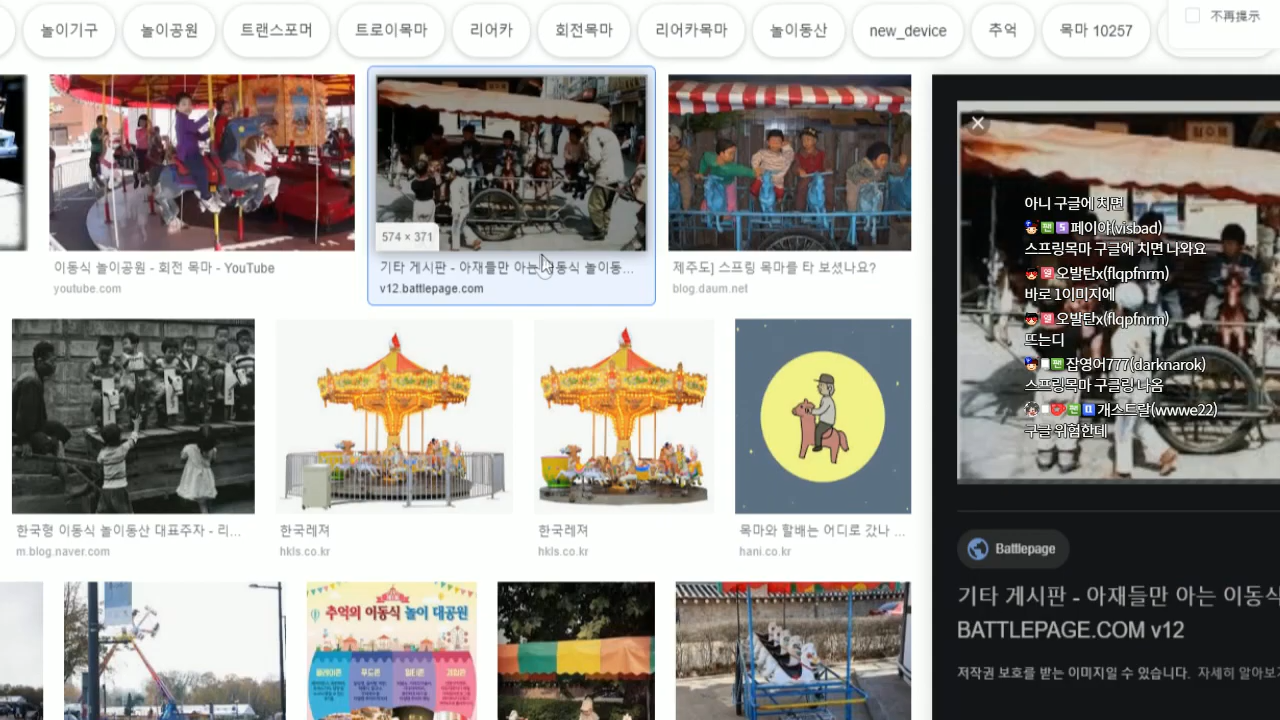 놀이기구
놀이공원
트랜스포머
트로이목마
리어카
회전목마
리어카목마
놀이동산
new_device
추억
목마 10257
不再提示
이동식 놀이공원 - 회전 목마 - YouTube
youtube.com
574 × 371
기타 게시판 - 아재들만 아는 이동식 놀이동...
v12.battlepage.com
제주도] 스프링 목마를 타 보셨나요?
blog.daum.net
아니 구글에 치면
팬 5 페이야(visbad)
스프링목마 구글에 치면 나와요
열 오발탄x(flqpfnrm)
바로 1이미지에
열 오발탄x(flqpfnrm)
뜨는디
팬 잡영어777(darknarok)
스프링목마 구글링 나옴
팬 개스트랄(wwwe22)
구글 위험한데
한국형 이동식 놀이동산 대표주자 - 리...
m.blog.naver.com
한국레져
hkls.co.kr
한국레져
hkls.co.kr
목마와 할배는 어디로 갔나 ...
hani.co.kr
Battlepage
기타 게시판 - 아재들만 아는 이동식
BATTLEPAGE.COM v12
저작권 보호를 받는 이미지일 수 있습니다. 자세히 알아보
추억의 이동식 놀이 대공원